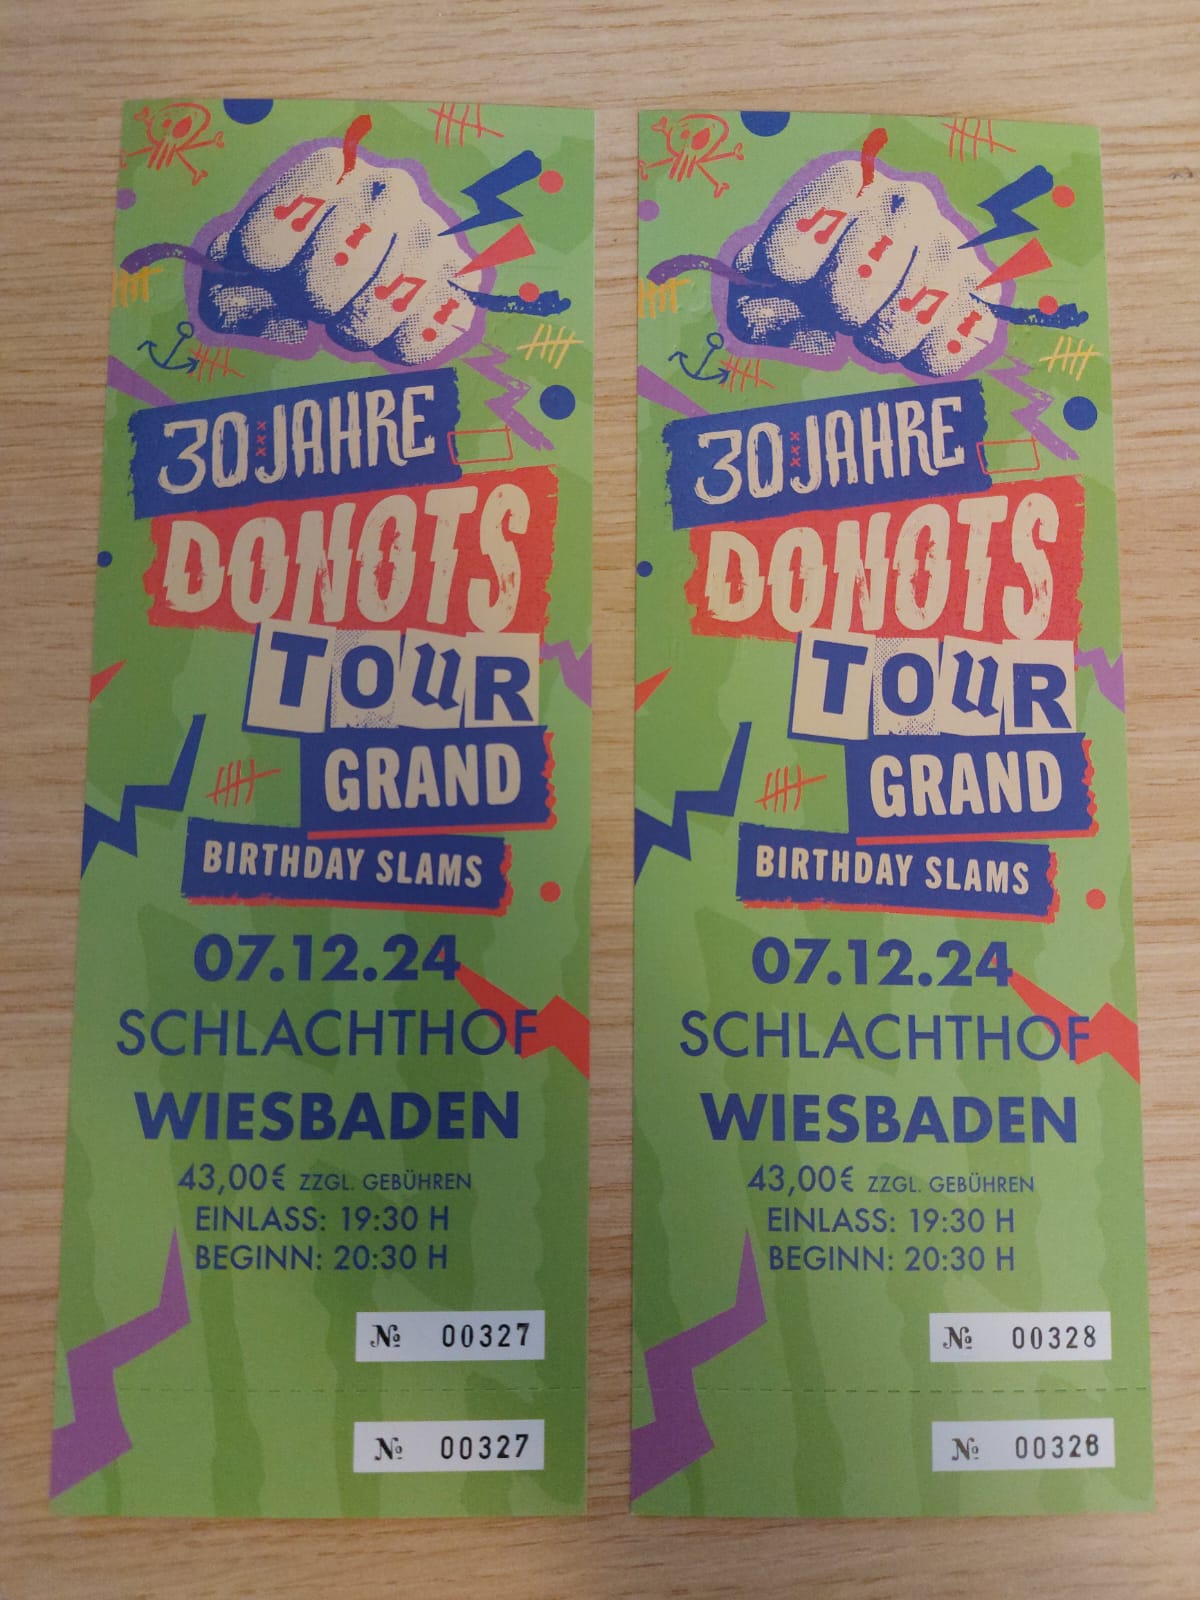 30 JAHRE
DONOTS
TOUR
GRAND
BIRTHDAY SLAMS
07.12.24
SCHLACHTHOF
WIESBADEN
43,00€ ZZGL. GEBÜHREN
EINLASS: 19:30 H
BEGINN: 20:30 H
№ 00327
№ 00327
30 JAHRE
DONOTS
TOUR
GRAND
BIRTHDAY SLAMS
07.12.24
SCHLACHTHOF
WIESBADEN
43,00€ ZZGL. GEBÜHREN
EINLASS: 19:30 H
BEGINN: 20:30 H
№ 00328
№ 00328